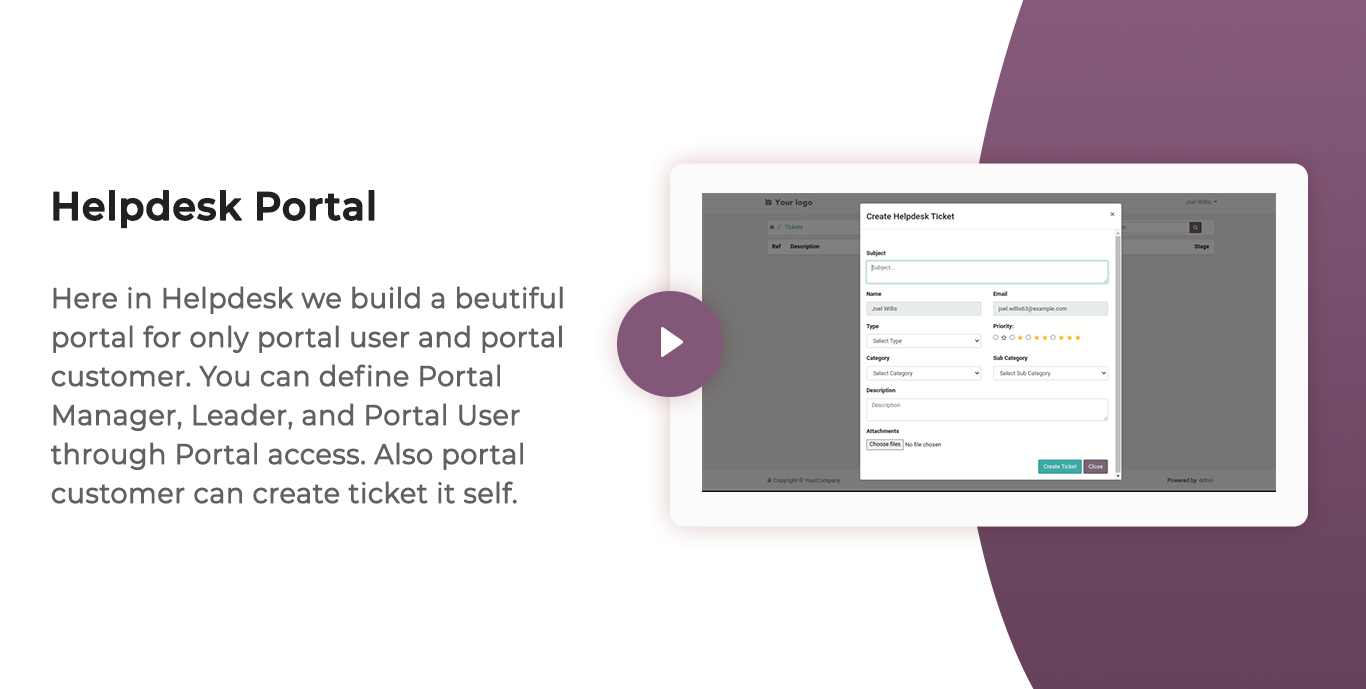 Helpdesk Portal
Here in Helpdesk we build a beutiful
portal for only portal user and portal
customer. You can define Portal
Manager, Leader, and Portal User
through Portal access. Also portal
customer can create ticket it self.
Your logo
Joel Willis
/ Tickets
Ref Description
Stage
Create Helpdesk Ticket
×
Subject
Subject...
Name
Email
Joel Willis
joel.willis63@example.com
Type
Priority:
Select Type
Category
Sub Category
Select Category
Select Sub Category
Description
Description
Attachments
Choose files No file chosen
Create Ticket Close
Copyright © YourCompany
Powered by odoo